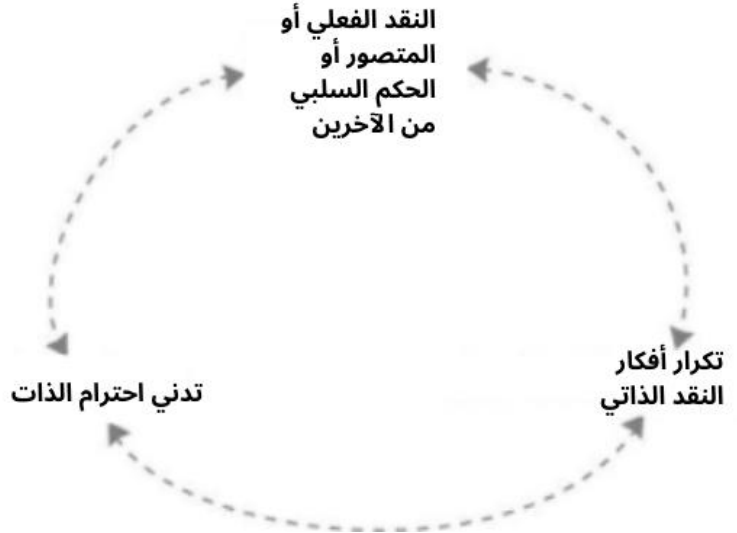 النقد الفعلي أو
المتصور أو
الحكم السلبي
من الآخرين
تكرار أفكار
النقد الذاتي
تدني احترام الذات